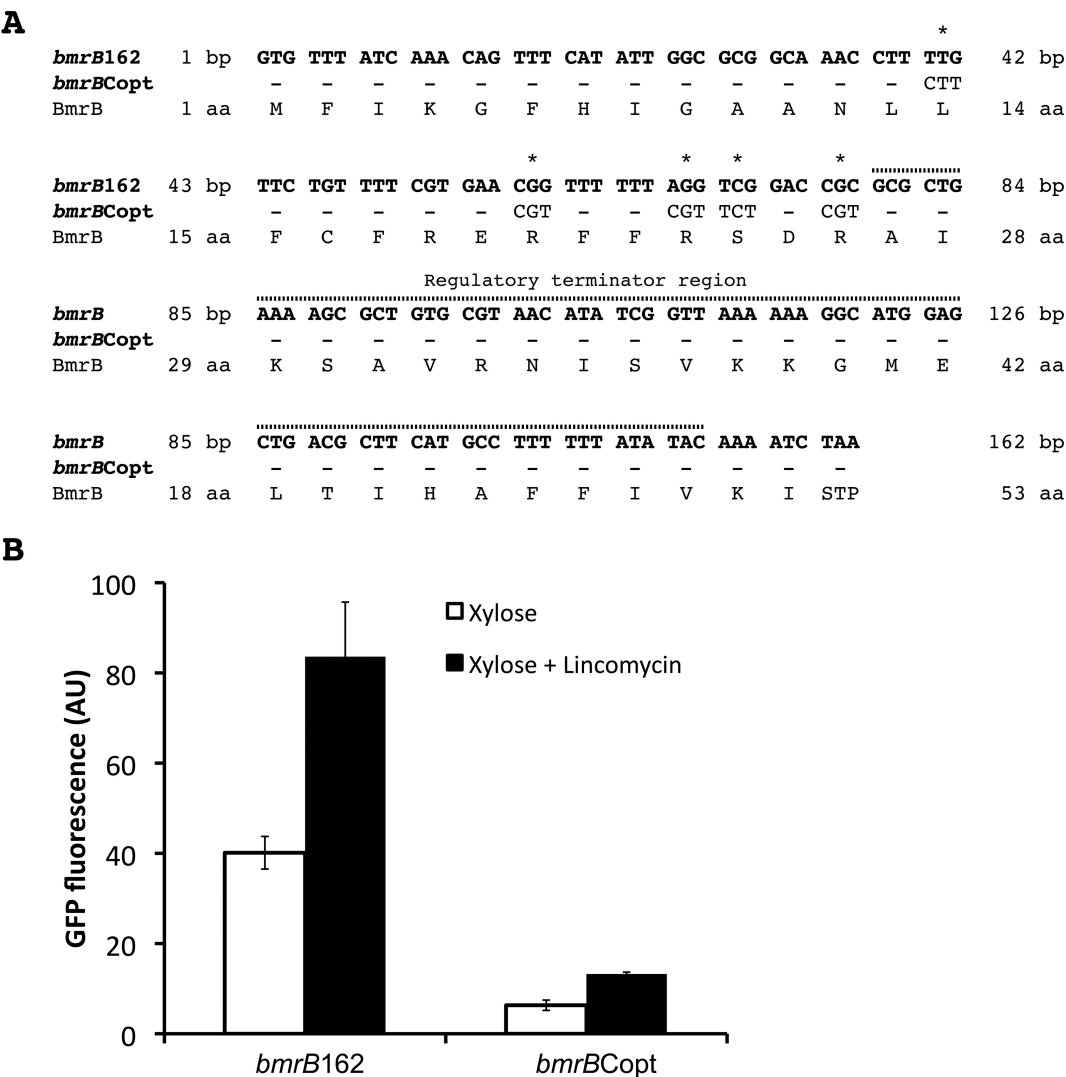 A
*
bmrB162 1 bp GTG TTT ATC AAA CAG TTT CAT ATT GGC GCG GCA AAC CTT TTG 42 bp
bmrBCopt – – – – – – – – – – – – – CTT
BmrB 1 aa M F I K G F H I G A A N L L 14 aa
* * * *
bmrB162 43 bp TTC TGT TTT CGT GAA CGG TTT TTT AGG TCG GAC CGC GCG CTG 84 bp
bmrBCopt – – – – – CGT – – CGT TCT – CGT – –
BmrB 15 aa F C F R E R F F R S D R A I 28 aa
Regulatory terminator region
bmrB 85 bp AAA AGC GCT GTG CGT AAC ATA TCG GTT AAA AAA GGC ATG GAG 126 bp
bmrBCopt – – – – – – – – – – – – – –
BmrB 29 aa K S A V R N I S V K K G M E 42 aa
bmrB 85 bp CTG ACG CTT CAT GCC TTT TTT ATA TAC AAA ATC TAA 162 bp
bmrBCopt – – – – – – – – – – – –
BmrB 18 aa L T I H A F F I V K I STP 53 aa
B
GFP fluorescence (AU)
100
80
60
40
20
0
Xylose
Xylose + Lincomycin
bmrB162 bmrBCopt